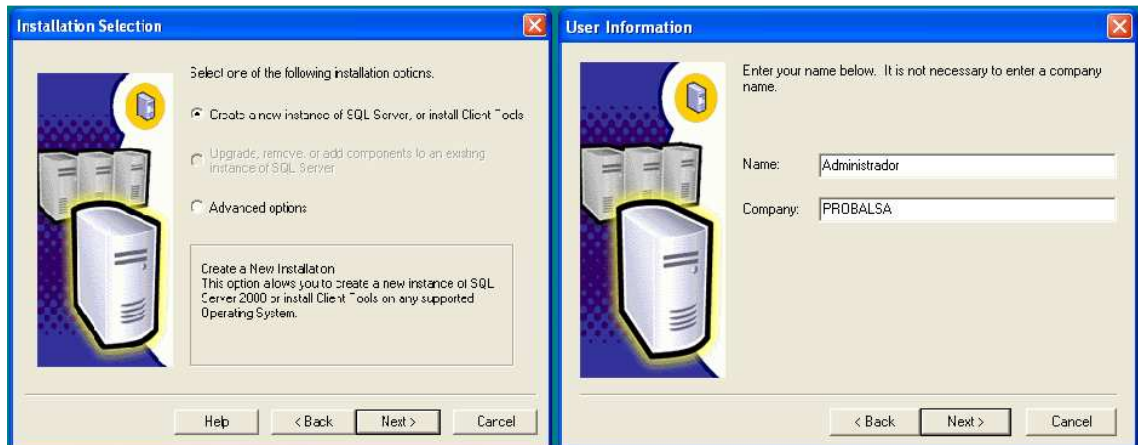 Installation Selection
Select one of the following installation options.
Create a new instance of SQL Server, or install Client Tools
Upgrade, remove, or add components to an existing
instance of SQL Server
Advanced options
Create a New Installation
This option allows you to create a new instance of SQL
Server 2000 or install Client Tools on any supported
Operating System.
Help
< Back
Next >
Cancel
User Information
Enter your name below. It is not necessary to enter a company
name.
Name:
Administrador
Company:
PROBALSA
< Back
Next >
Cancel